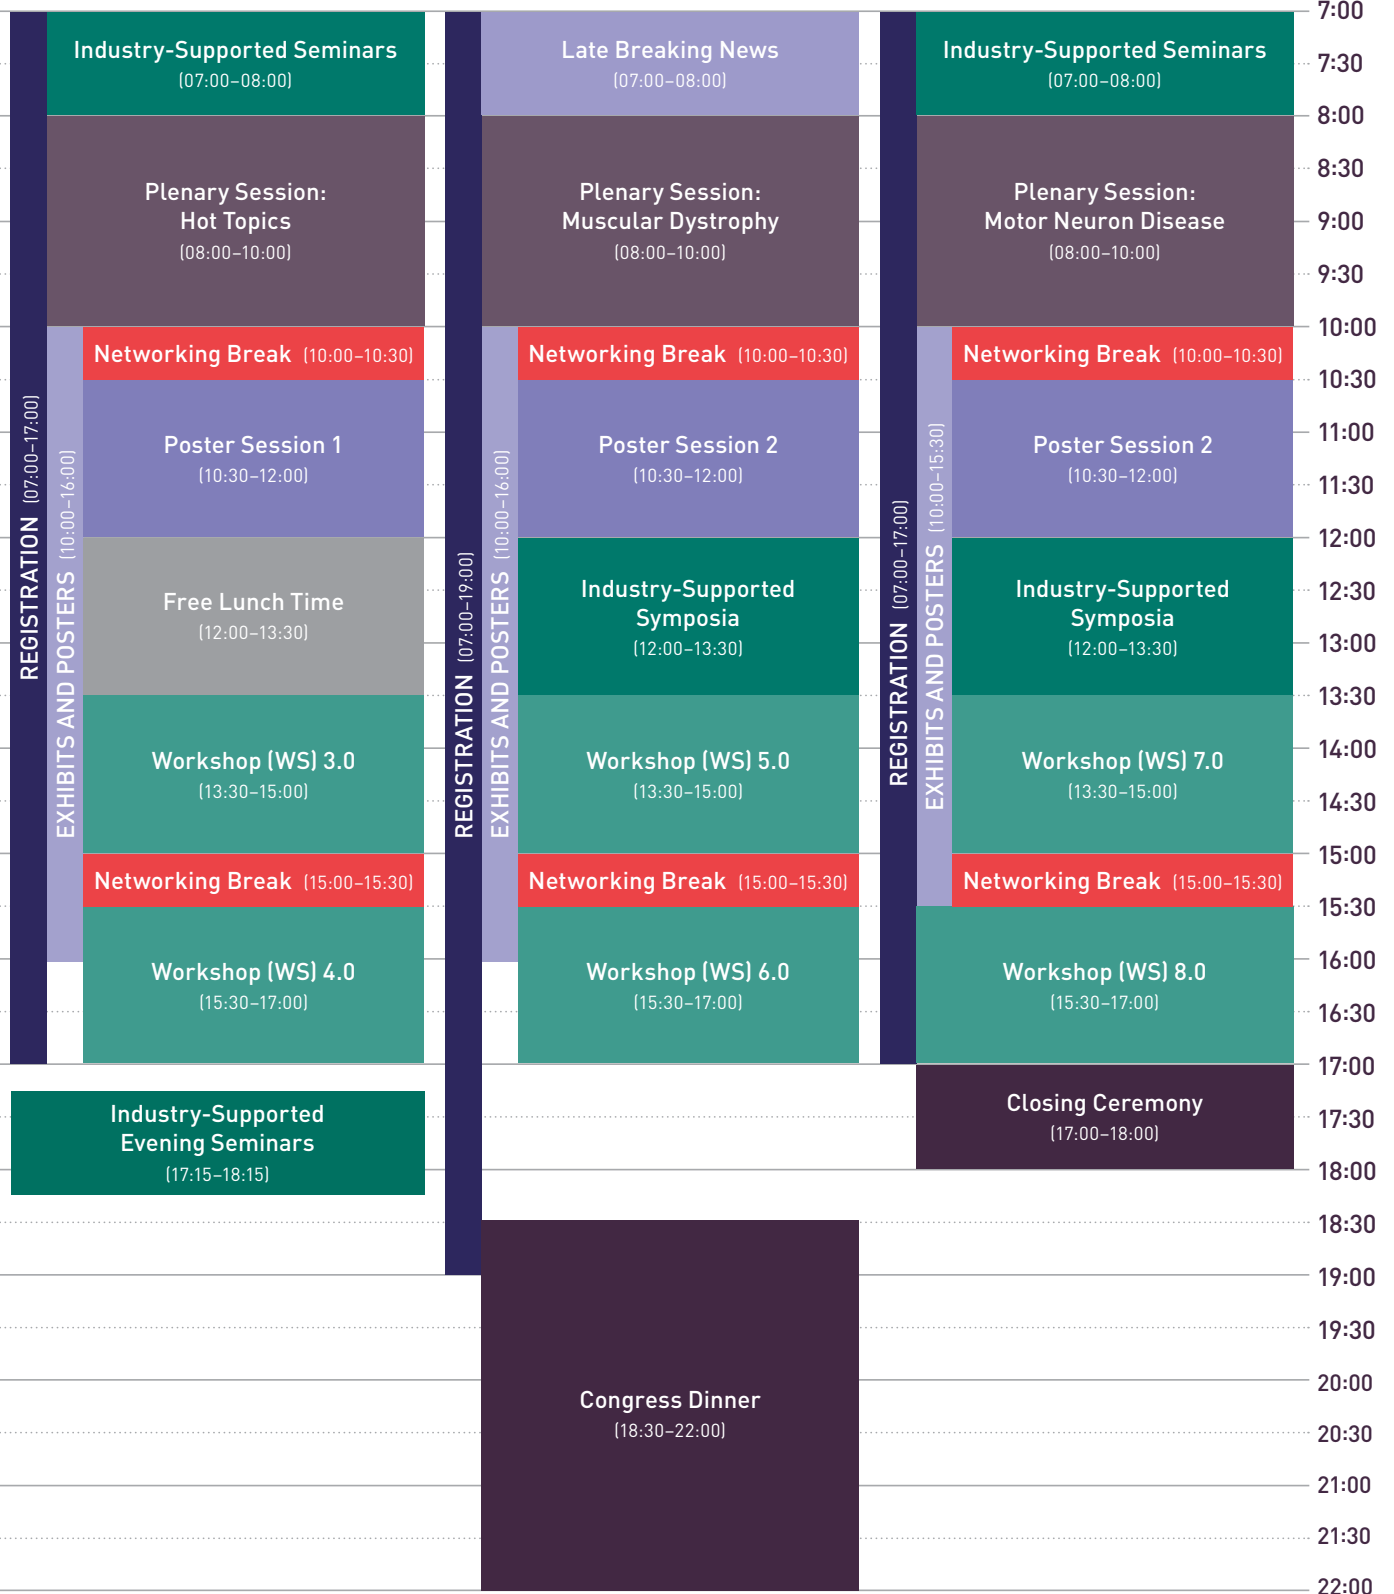 Industry-Supported Seminars
(07:00–08:00)
Plenary Session:
Hot Topics
(08:00–10:00)
REGISTRATION (07:00–17:00)
EXHIBITS AND POSTERS (10:00–16:00)
Networking Break (10:00–10:30)
Poster Session 1
(10:30–12:00)
Free Lunch Time
(12:00–13:30)
Workshop (WS) 3.0
(13:30–15:00)
Networking Break (15:00–15:30)
Workshop (WS) 4.0
(15:30–17:00)
Industry-Supported
Evening Seminars
(17:15–18:15)
Late Breaking News
(07:00–08:00)
Plenary Session:
Muscular Dystrophy
(08:00–10:00)
REGISTRATION (07:00–19:00)
EXHIBITS AND POSTERS (10:00–16:00)
Networking Break (10:00–10:30)
Poster Session 2
(10:30–12:00)
Industry-Supported
Symposia
(12:00–13:30)
Workshop (WS) 5.0
(13:30–15:00)
Networking Break (15:00–15:30)
Workshop (WS) 6.0
(15:30–17:00)
Congress Dinner
(18:30–22:00)
Industry-Supported Seminars
(07:00–08:00)
Plenary Session:
Motor Neuron Disease
(08:00–10:00)
REGISTRATION (07:00–17:00)
EXHIBITS AND POSTERS (10:00–15:30)
Networking Break (10:00–10:30)
Poster Session 2
(10:30–12:00)
Industry-Supported
Symposia
(12:00–13:30)
Workshop (WS) 7.0
(13:30–15:00)
Networking Break (15:00–15:30)
Workshop (WS) 8.0
(15:30–17:00)
Closing Ceremony
(17:00–18:00)
7:00
7:30
8:00
8:30
9:00
9:30
10:00
10:30
11:00
11:30
12:00
12:30
13:00
13:30
14:00
14:30
15:00
15:30
16:00
16:30
17:00
17:30
18:00
18:30
19:00
19:30
20:00
20:30
21:00
21:30
22:00